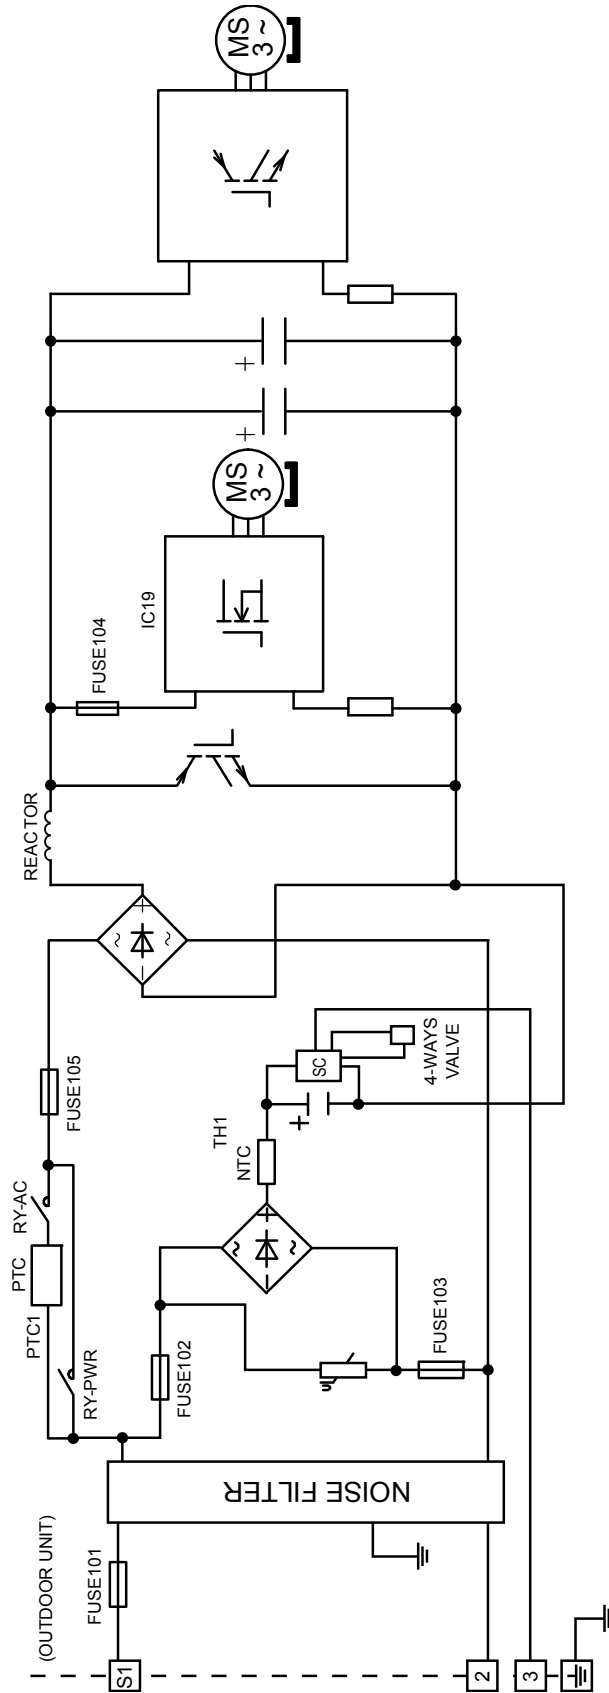 (OUTDOOR UNIT)
S1
2
3
FUSE101
NOISE FILTER
RY-PWR
PTC1
PTC
RY-AC
FUSE102
FUSE103
FUSE105
+
~
~
-
TH1
NTC
+
SC
4-WAYS
VALVE
+
~
~
-
REACTOR
FUSE104
IC19
MS
3 ~
+
+
MS
3 ~